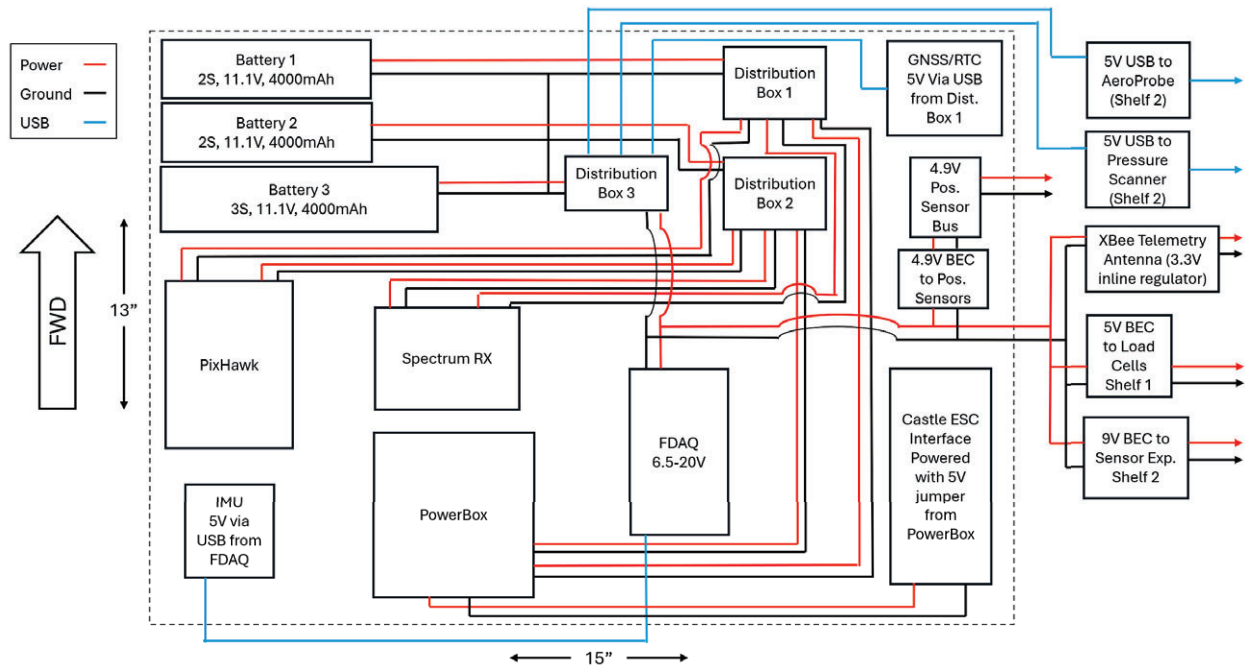 Power
Ground
USB
Battery 1
2S, 11.1V, 4000mAh
Battery 2
2S, 11.1V, 4000mAh
Battery 3
3S, 11.1V, 4000mAh
Distribution
Box 1
Distribution
Box 3
Distribution
Box 2
GNSS/RTC
5V Via USB
from Dist.
Box 1
5V USB to
AeroProbe
(Shelf 2)
5V USB to
Pressure
Scanner
(Shelf 2)
4.9V
Pos.
Sensor
Bus
4.9V BEC
to Pos.
Sensors
XBee Telemetry
Antenna (3.3V
inline regulator)
5V BEC
to Load
Cells
Shelf 1
9V BEC to
Sensor Exp.
Shelf 2
FWD
13”
PixHawk
Spectrum RX
FDAQ
6.5-20V
Castle ESC
Interface
Powered
with 5V
jumper
from
PowerBox
IMU
5V via
USB from
FDAQ
PowerBox
15”